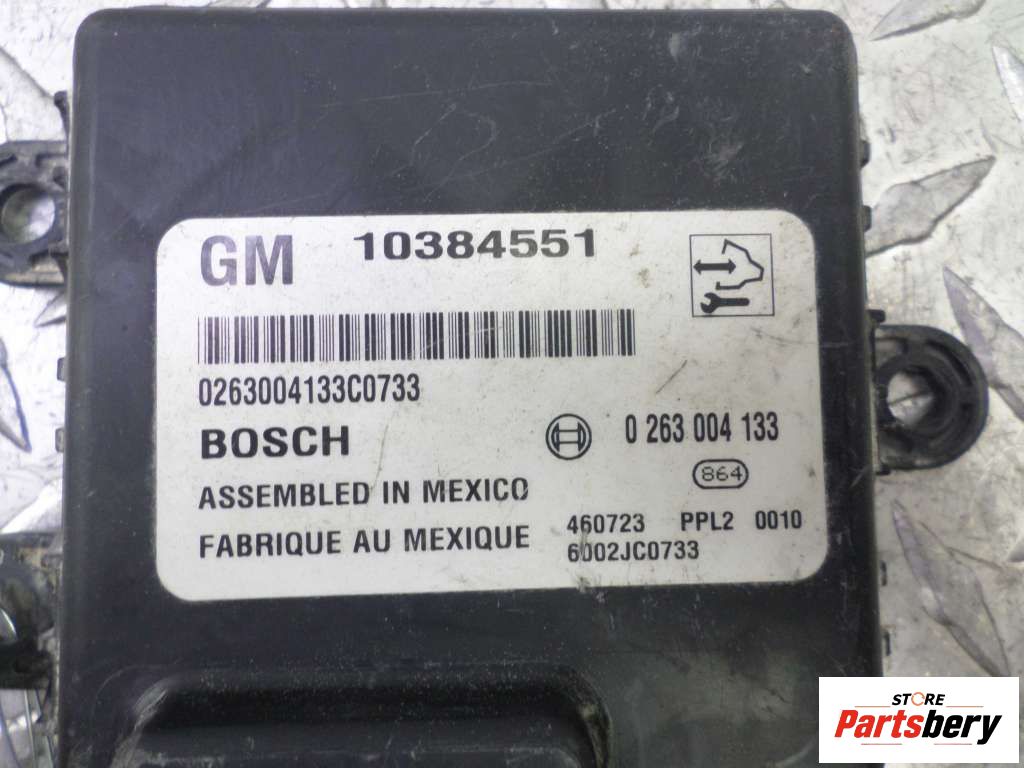 GM 10384551
0263004133C0733
BOSCH 0 263 004 133
864
ASSEMBLED IN MEXICO
FABRIQUE AU MEXIQUE
460723 PPL2 0010
6002JC0733
STORE
Partsbery